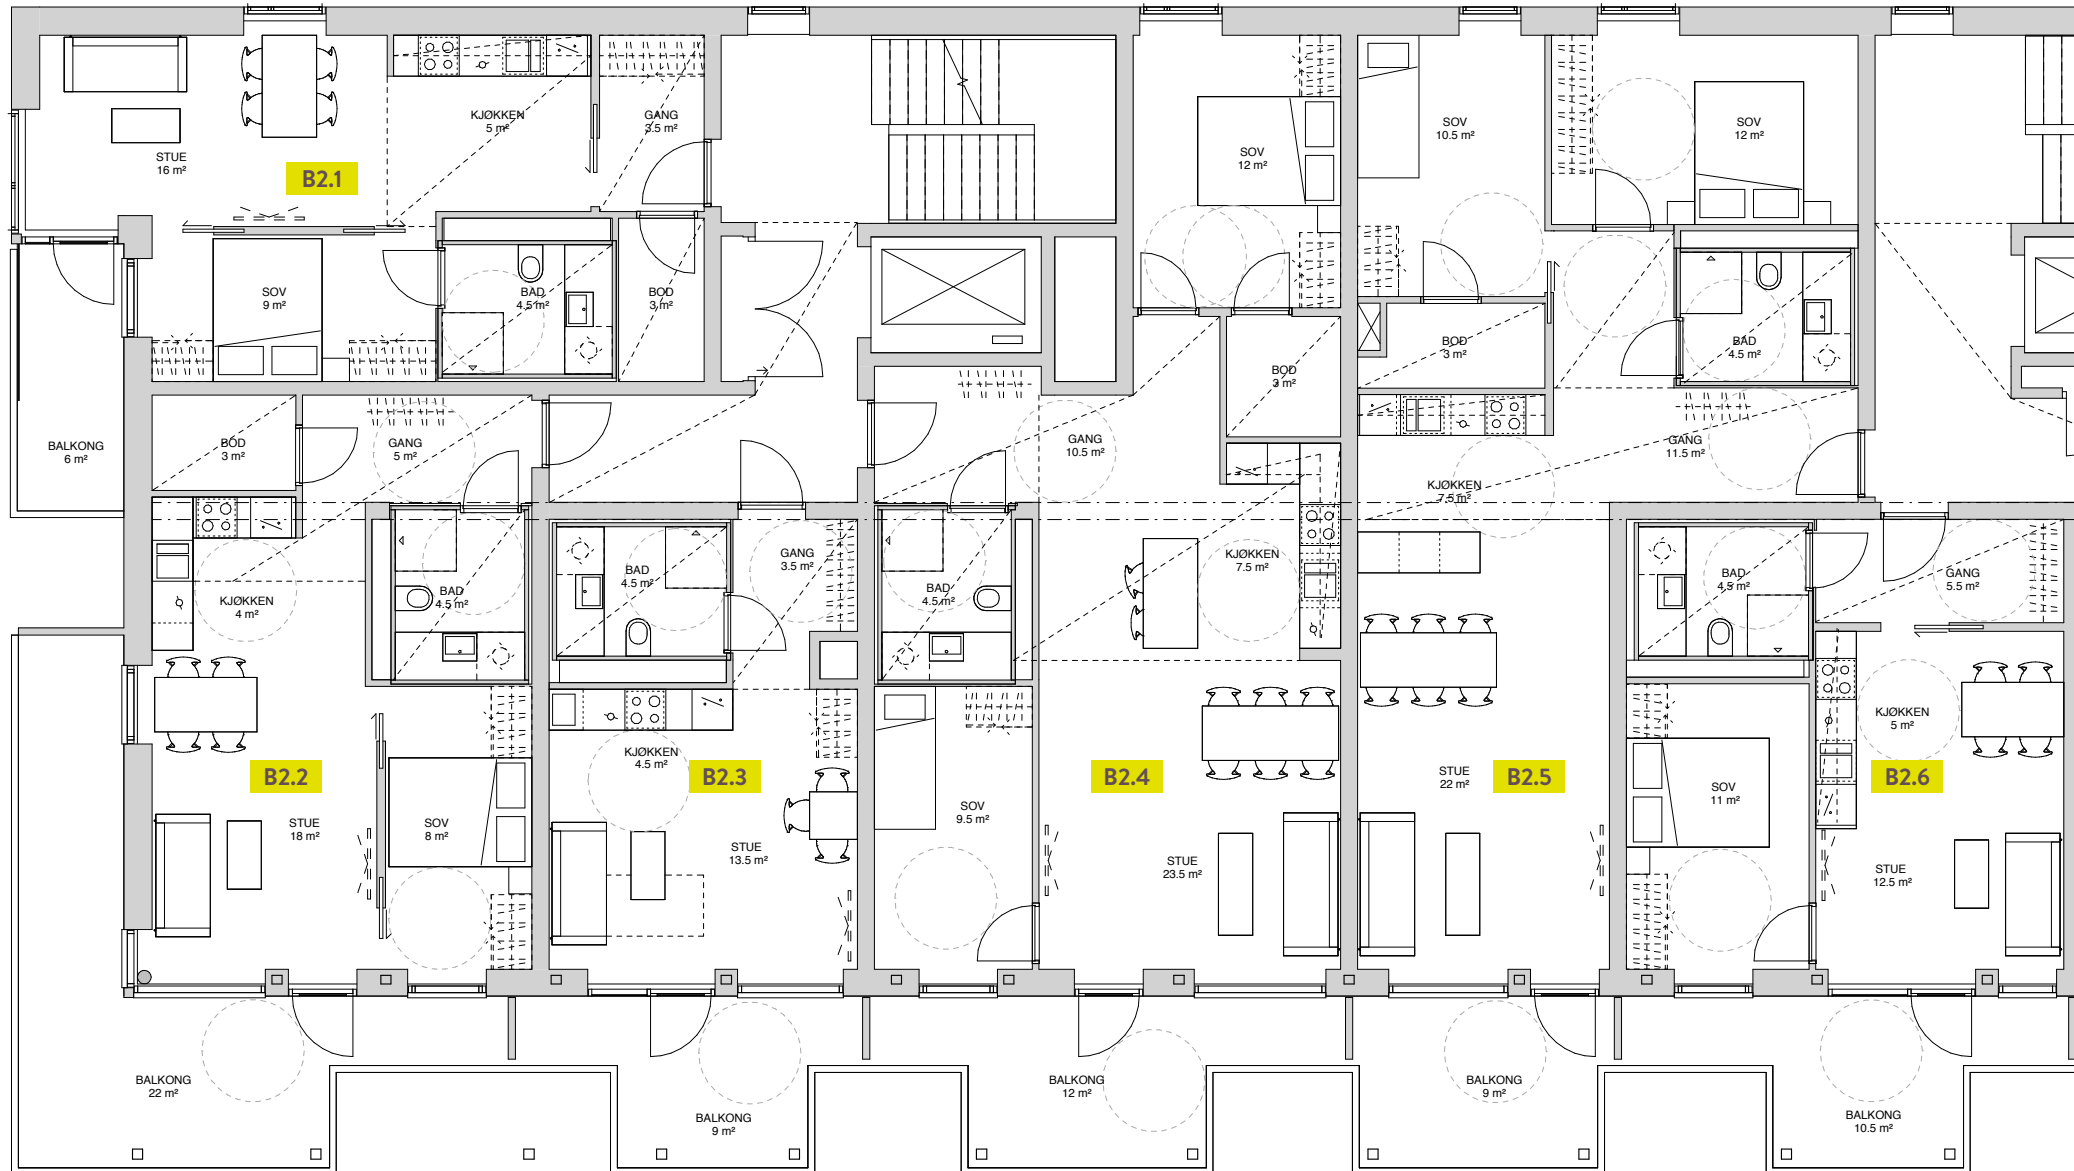 STUE
16 m²
B2.1
KJØKKEN
5 m²
GANG
3.5 m²
SOV
9 m²
BAD
4.5 m²
BOD
3 m²
BALKONG
6 m²
SOV
12 m²
SOV
10.5 m²
SOV
12 m²
BOD
3 m²
BOD
3 m²
BAD
4.5 m²
BOD
3 m²
GANG
5 m²
GANG
10.5 m²
KJØKKEN
7.5 m²
GANG
11.5 m²
KJØKKEN
4 m²
BAD
4.5 m²
BAD
4.5 m²
GANG
3.5 m²
BAD
4.5 m²
KJØKKEN
7.5 m²
BAD
4.5 m²
GANG
5.5 m²
B2.2
STUE
18 m²
SOV
8 m²
KJØKKEN
4.5 m²
B2.3
STUE
13.5 m²
SOV
9.5 m²
B2.4
STUE
23.5 m²
STUE
22 m²
B2.5
SOV
11 m²
KJØKKEN
5 m²
B2.6
STUE
12.5 m²
BALKONG
22 m²
BALKONG
9 m²
BALKONG
12 m²
BALKONG
9 m²
BALKONG
10.5 m²